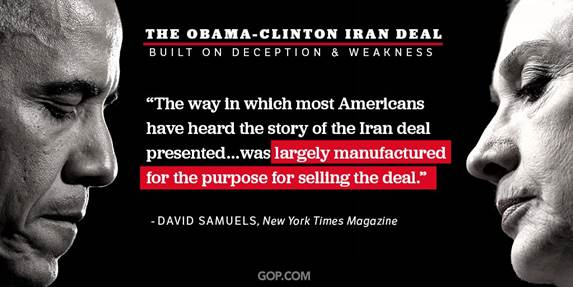 THE OBAMA-CLINTON IRAN DEAL
BUILT ON DECEPTION & WEAKNESS
“The way in which most Americans
have heard the story of the Iran deal
presented...was largely manufactured
for the purpose for selling the deal.”
- DAVID SAMUELS, New York Times Magazine
GOP.COM